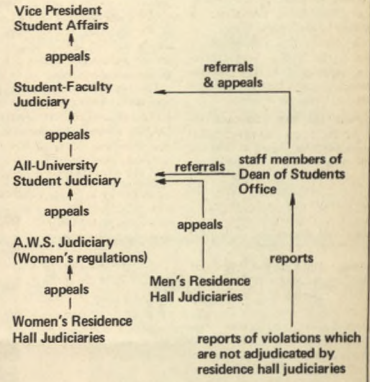 Vice President
Student Affairs
appeals
Student-Faculty
Judiciary
referrals
& appeals
appeals
All-University
Student Judiciary
referrals
staff members of
Dean of Students
Office
appeals
appeals
A.W.S. Judiciary
(Women's regulations)
reports
appeals
Men's Residence
Hall Judiciaries
Women's Residence
Hall Judiciaries
reports of violations which
are not adjudicated by
residence hall judiciaries